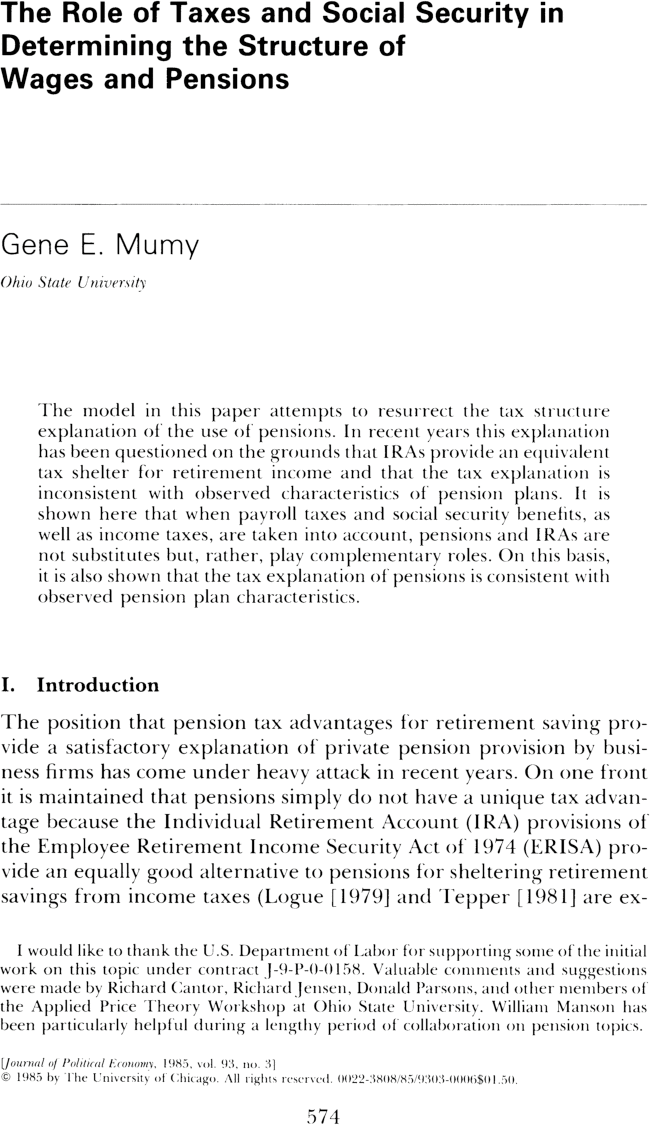 The Role of Taxes and Social Security in
Determining the Structure of
Wages and Pensions
Gene E. Mumy
Ohio State University
The model in this paper attempts to resurrect the tax structure
explanation of the use of pensions. In recent years this explanation
has been questioned on the grounds that IRAs provide an equivalent
tax shelter for retirement income and that the tax explanation is
inconsistent with observed characteristics of pension plans. It is
shown here that when payroll taxes and social security benefits, as
well as income taxes, are taken into account, pensions and IRAs are
not substitutes but, rather, play complementary roles. On this basis,
it is also shown that the tax explanation of pensions is consistent with
observed pension plan characteristics.
I. Introduction
The position that pension tax advantages for retirement saving pro-
vide a satisfactory explanation of private pension provision by busi-
ness firms has come under heavy attack in recent years. On one front
it is maintained that pensions simply do not have a unique tax advan-
tage because the Individual Retirement Account (IRA) provisions of
the Employee Retirement Income Security Act of 1974 (ERISA) pro-
vide an equally good alternative to pensions for sheltering retirement
savings from income taxes (Logue [1979] and Tepper [1981] are ex-
I would like to thank the U.S. Department of Labor for supporting some of the initial
work on this topic under contract J-9-P-0-0158. Valuable comments and suggestions
were made by Richard Cantor, Richard Jensen, Donald Parsons, and other members of
the Applied Price Theory Workshop at Ohio State University. William Manson has
been particularly helpful during a lengthy period of collaboration on pension topics.
[Journal of Political Economy, 1985, vol. 93, no. 3]
© 1985 by The University of Chicago. All rights reserved. 0022-3808/85/9303-0006$01.50.
574